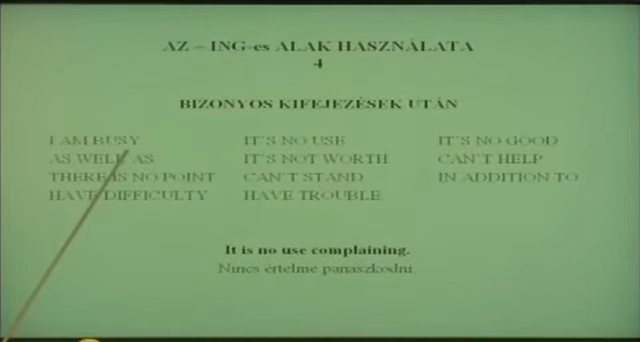 AZ – ING-es ALAK HASZNÁLATA
4
BIZONYOS KIFEJEZÉSEK UTÁN
I AM BUSY IT'S NO USE IT'S NO GOOD
AS WELL AS IT'S NOT WORTH CAN'T HELP
THERE IS NO POINT CAN'T STAND IN ADDITION TO
HAVE DIFFICULTY HAVE TROUBLE
It is no use complaining.
Nincs értelme panaszkodni.